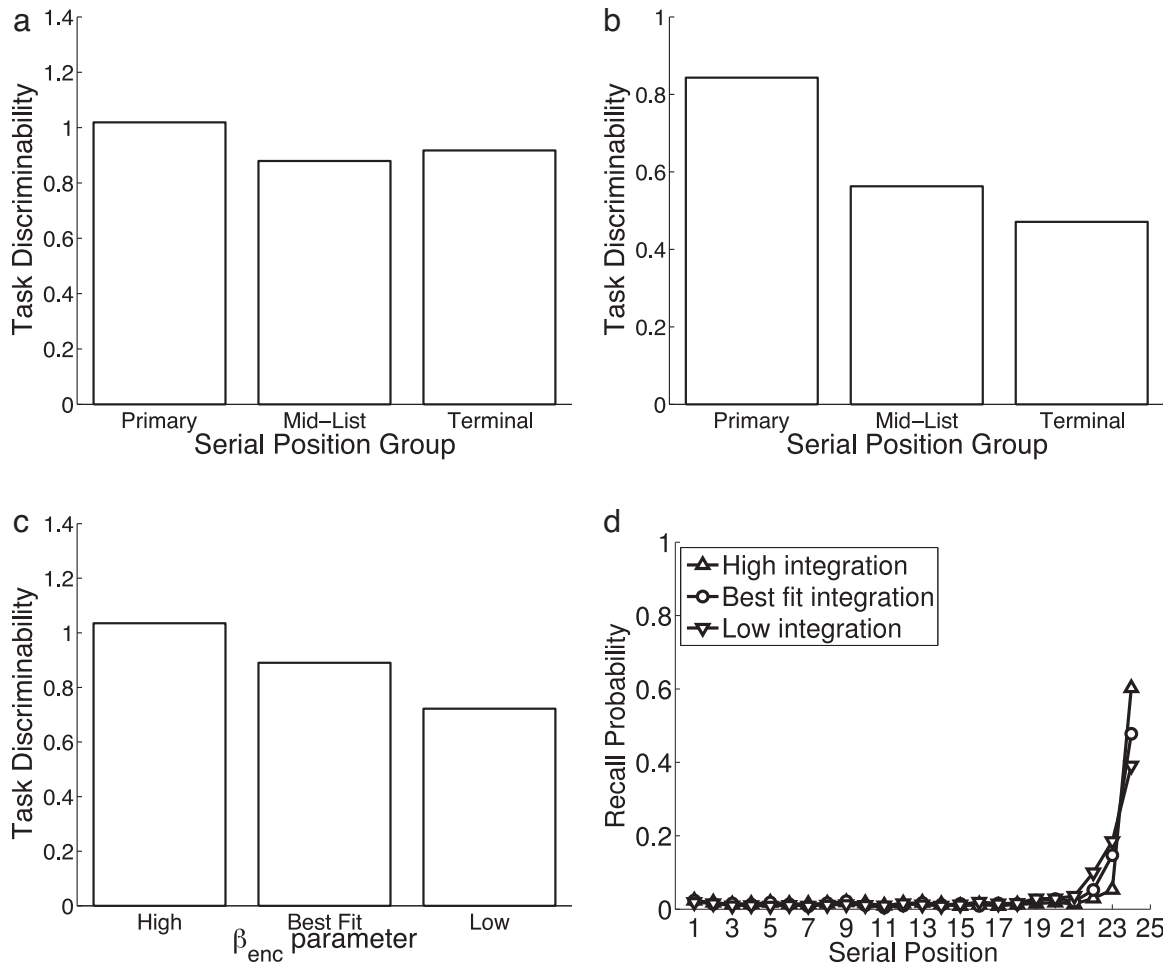 a
1.4
1.2
1
0.8
0.6
0.4
0.2
0
Task Discriminability
Primary Mid–List Terminal
Serial Position Group
b
1
0.8
0.6
0.4
0.2
0
Task Discriminability
Primary Mid–List Terminal
Serial Position Group
c
1.4
1.2
1
0.8
0.6
0.4
0.2
0
Task Discriminability
High Best Fit Low
βenc parameter
d
1
0.8
0.6
0.4
0.2
0
Recall Probability
High integration
Best fit integration
Low integration
1 3 5 7 9 11 13 15 17 19 21 23 25
Serial Position